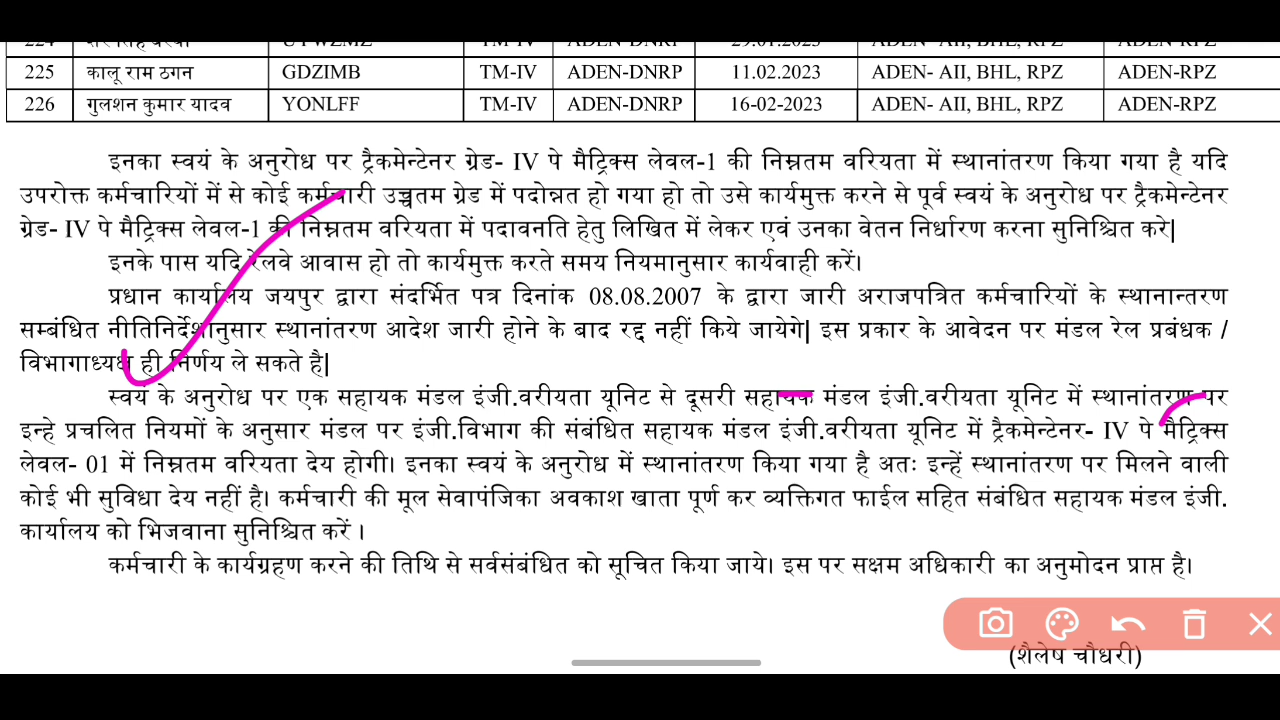 225 कालू राम ठगन GDZIMB TM-IV ADEN-DNRP 11.02.2023 ADEN- AII, BHL, RPZ ADEN-RPZ
226 गुलशन कुमार यादव YONLFF TM-IV ADEN-DNRP 16-02-2023 ADEN- AII, BHL, RPZ ADEN-RPZ
इनका स्वयं के अनुरोध पर ट्रैकमेन्टेनर ग्रेड- IV पे मैट्रिक्स लेवल-1 की निम्नतम वरियता में स्थानांतरण किया गया है यदि
उपरोक्त कर्मचारियों में से कोई कर्मचारी उच्चतम ग्रेड में पदोन्नत हो गया हो तो उसे कार्यमुक्त करने से पूर्व स्वयं के अनुरोध पर ट्रैकमेन्टेनर
ग्रेड- IV पे मैट्रिक्स लेवल-1 की निम्नतम वरियता में पदावनति हेतु लिखित में लेकर एवं उनका वेतन निर्धारण करना सुनिश्चित करे|
इनके पास यदि रेलवे आवास हो तो कार्यमुक्त करते समय नियमानुसार कार्यवाही करें।
प्रधान कार्यालय जयपुर द्वारा संदर्भित पत्र दिनांक 08.08.2007 के द्वारा जारी अराजपत्रित कर्मचारियों के स्थानान्तरण
सम्बंधित नीतिनिर्देशानुसार स्थानांतरण आदेश जारी होने के बाद रद्द नहीं किये जायेगे| इस प्रकार के आवेदन पर मंडल रेल प्रबंधक /
विभागाध्यक्ष ही निर्णय ले सकते है|
स्वयं के अनुरोध पर एक सहायक मंडल इंजी.वरीयता यूनिट से दूसरी सहायक मंडल इंजी.वरीयता यूनिट में स्थानांतरण पर
इन्हे प्रचलित नियमों के अनुसार मंडल पर इंजी.विभाग की संबंधित सहायक मंडल इंजी.वरीयता यूनिट में ट्रैकमेन्टेनर- IV पे मैट्रिक्स
लेवल- 01 में निम्नतम वरियता देय होगी। इनका स्वयं के अनुरोध में स्थानांतरण किया गया है अतः इन्हें स्थानांतरण पर मिलने वाली
कोई भी सुविधा देय नहीं है। कर्मचारी की मूल सेवापंजिका अवकाश खाता पूर्ण कर व्यक्तिगत फाईल सहित संबंधित सहायक मंडल इंजी.
कार्यालय को भिजवाना सुनिश्चित करें ।
कर्मचारी के कार्यग्रहण करने की तिथि से सर्वसंबंधित को सूचित किया जाये। इस पर सक्षम अधिकारी का अनुमोदन प्राप्त है।
(शैलेष चौधरी)